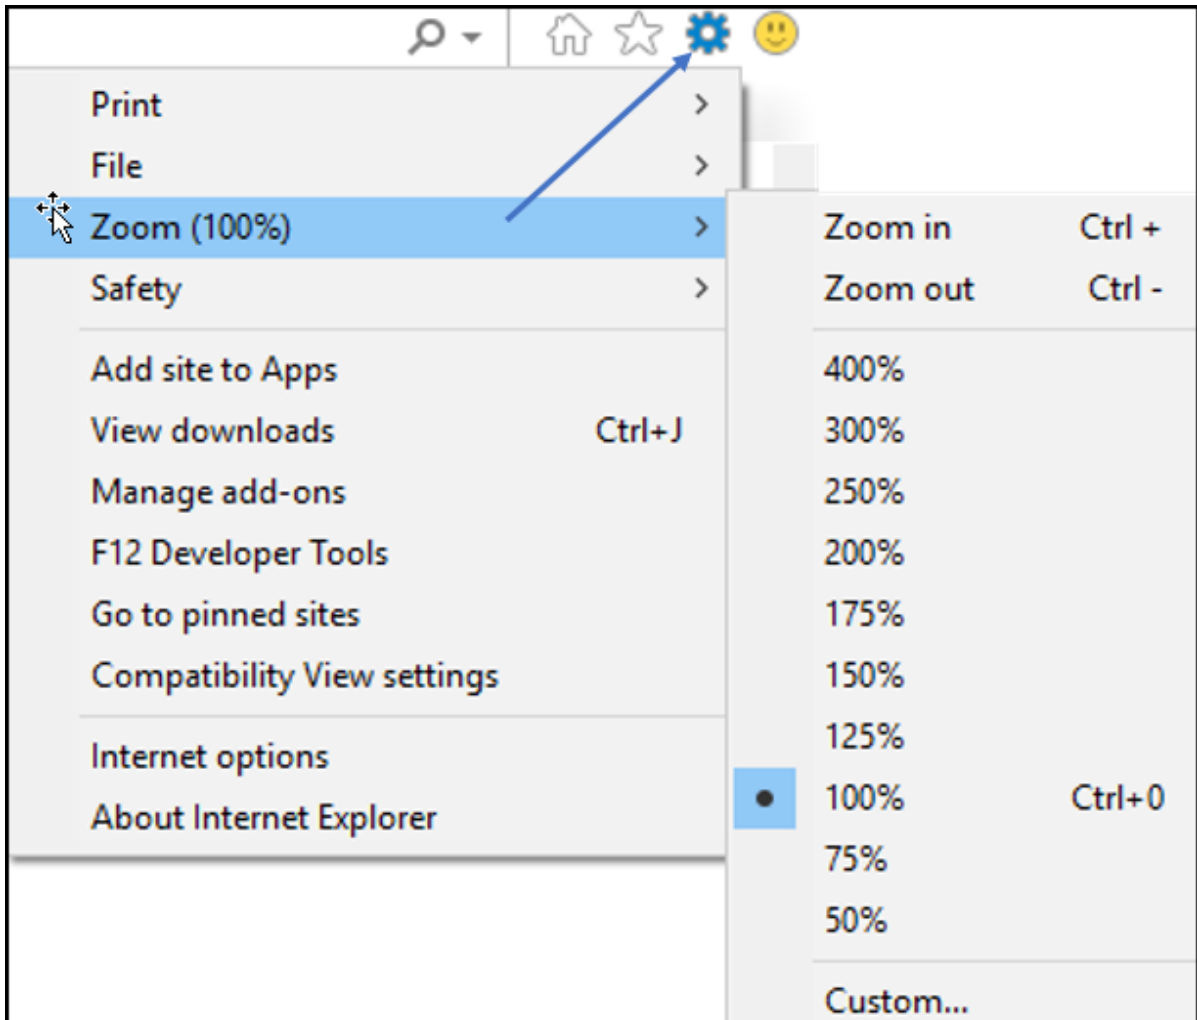 Print
File
Zoom (100%)
Safety
Add site to Apps
View downloads Ctrl+J
Manage add-ons
F12 Developer Tools
Go to pinned sites
Compatibility View settings
Internet options
About Internet Explorer
Zoom in Ctrl +
Zoom out Ctrl -
400%
300%
250%
200%
175%
150%
125%
100% Ctrl+0
75%
50%
Custom...